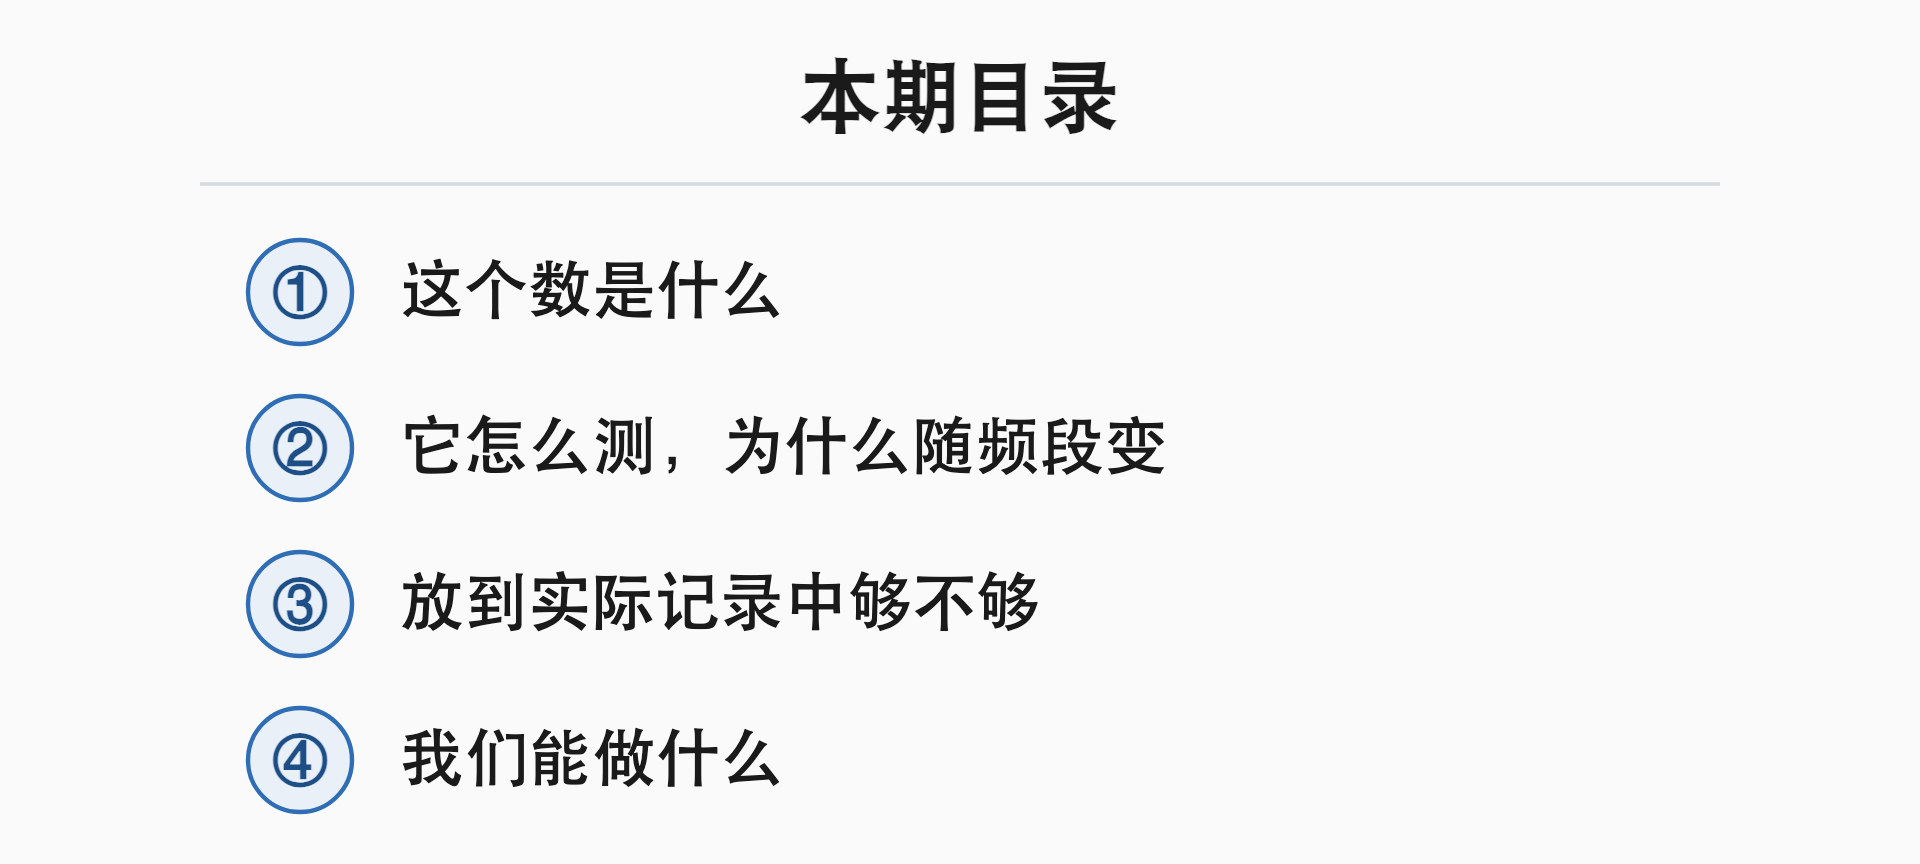 本期目录
① 这个数是什么
② 它怎么测，为什么随频段变
③ 放到实际记录中够不够
④ 我们能做什么